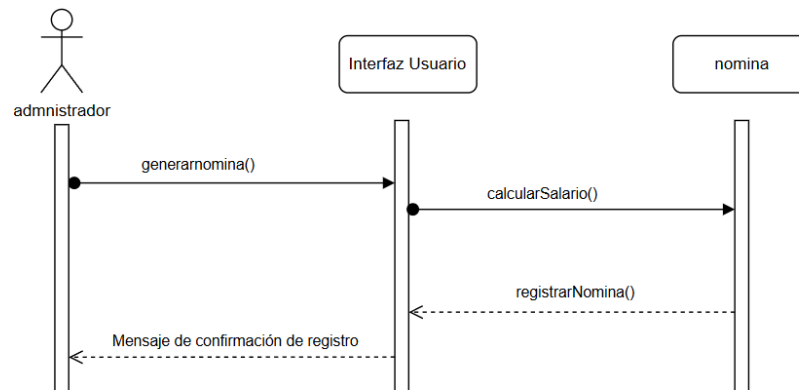 Interfaz Usuario
nomina
admnistrador
generarnomina()
calcularSalario()
registrarNomina()
Mensaje de confirmación de registro